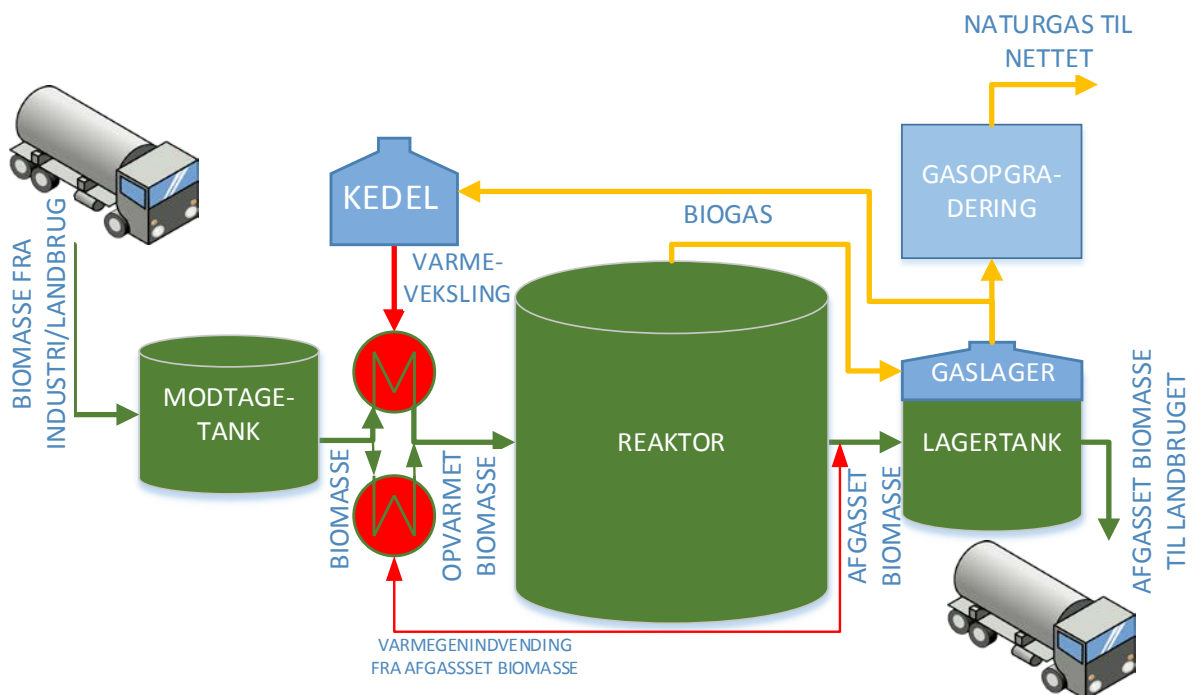 NATURGAS TIL
NETTET
GASOPGRA-
DERING
KEDEL
BIOGAS
VARME-
VEKSLING
BIOMASSE FRA
INDUSTRI/LANDBRUG
MODTAGE-
TANK
BIOMASSE
OPVARMET
BIOMASSE
REAKTOR
AFGASSET
BIOMASSE
GASLAGER
LAGERTANK
AFGASSET BIOMASSE
TIL LANDBRUGET
VARMEGENINDVENDING
FRA AFGASSSET BIOMASSE